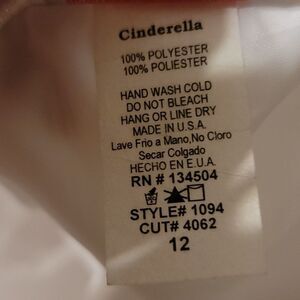 Cinderella
100% POLYESTER
100% POLIESTER
HAND WASH COLD
DO NOT BLEACH
HANG OR LINE DRY
MADE IN U.S.A.
Lave Frio a Mano,No Cloro
Secar Colgado
HECHO EN E.U.A.
RN # 134504
STYLE# 1094
CUT# 4062
12